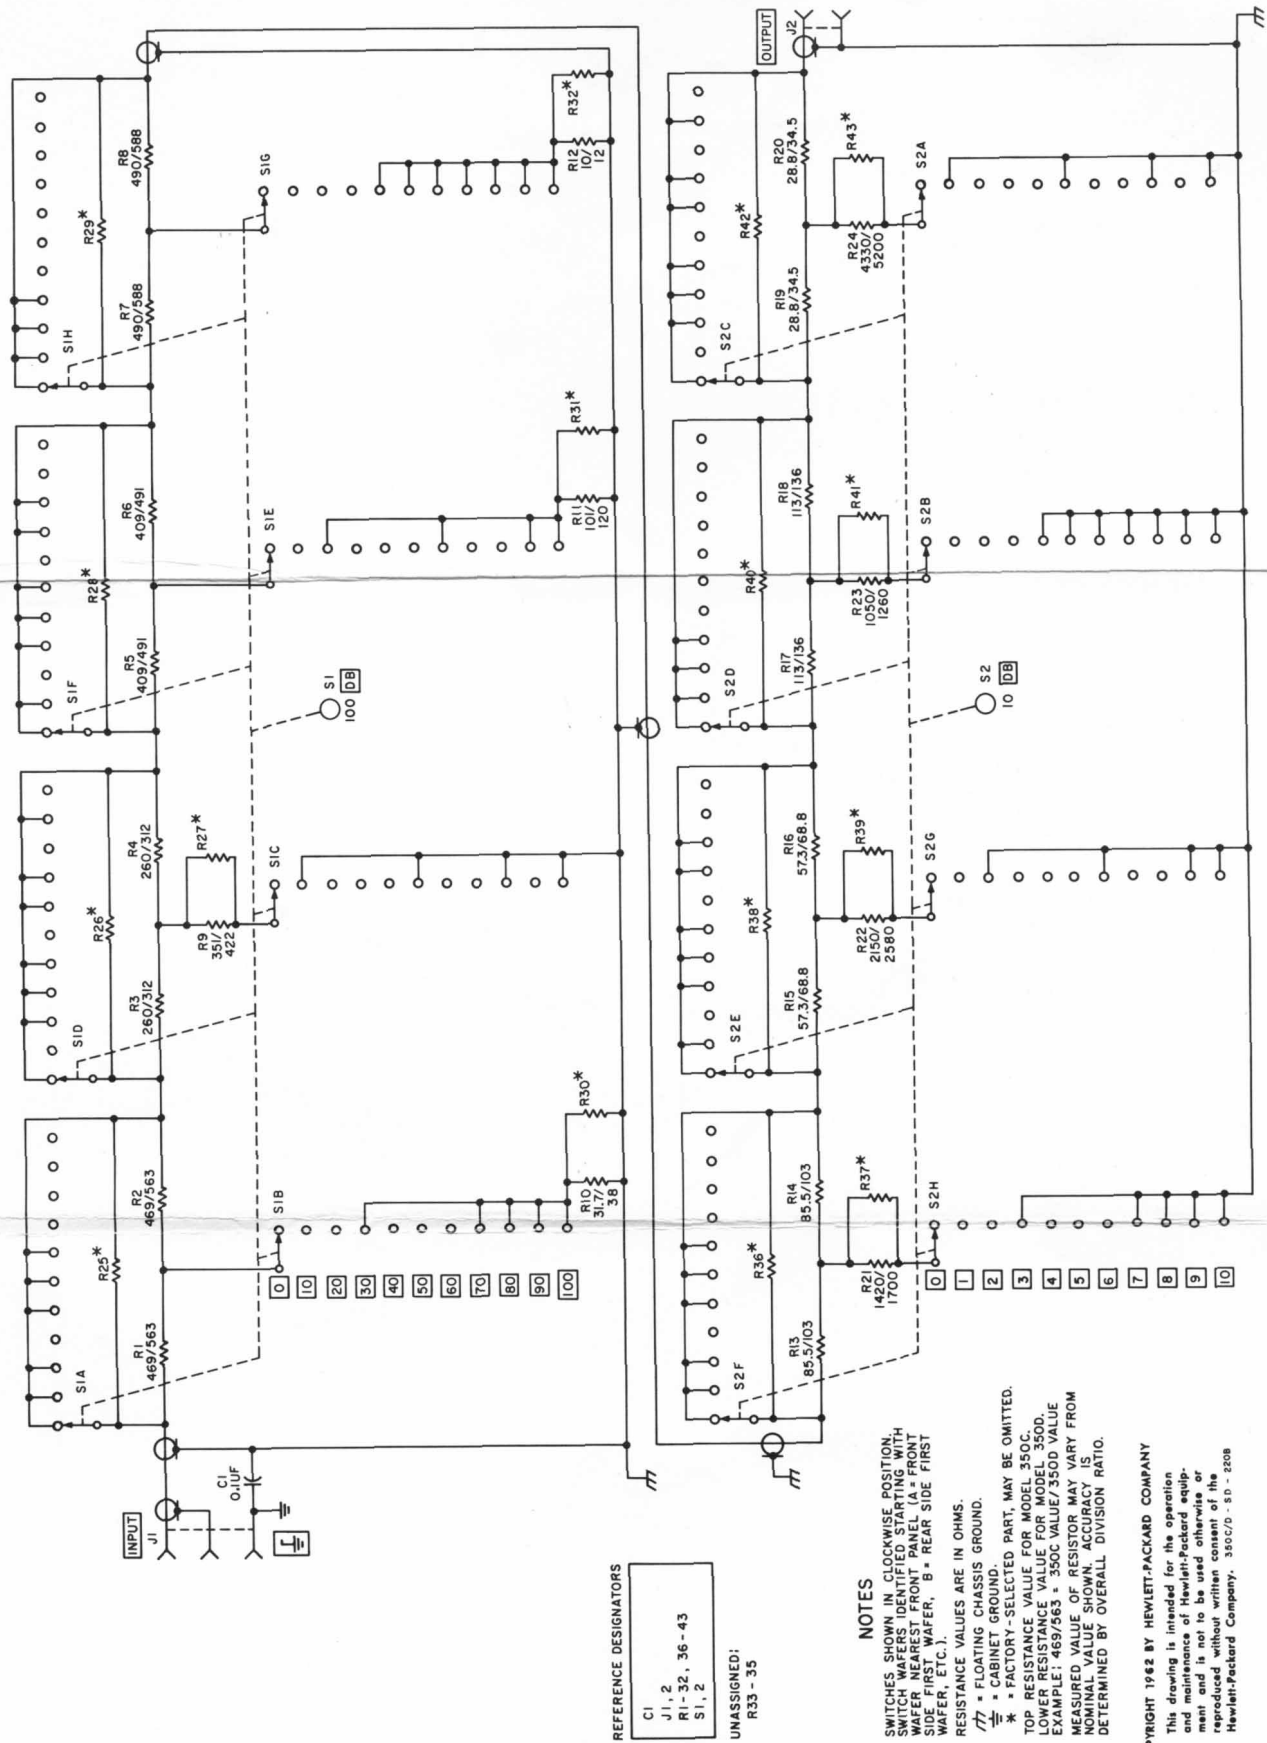 INPUT
J1
C1
0.1UF
S1A
R25*
R1
469/563
R2
469/563
S1B
0
10
20
30
40
50
60
70
80
90
100
R10
31.7/
38
R30*
S1D
R26*
R3
260/312
R4
260/312
R9
351/
422
R27*
S1C
S1F
R28*
R5
409/491
R6
409/491
S1E
R11
101/
120
R31*
S1
100 DB
S1H
R29*
R7
490/588
R8
490/588
S1G
R12
10/
12
R32*
S2F
R36*
R13
85.5/103
R14
85.5/103
R21
1420/
1700
R37*
S2H
0
1
2
3
4
5
6
7
8
9
10
S2E
R38*
R15
57.3/68.8
R16
57.3/68.8
R22
2150/
2580
R39*
S2G
S2D
R40*
R17
113/136
R18
113/136
R23
1050/
1260
R41*
S2B
S2
10 DB
S2C
R42*
R19
28.8/34.5
R20
28.8/34.5
R24
4330/
5200
R43*
S2A
OUTPUT
J2
REFERENCE DESIGNATORS
C1
J1, 2
R1-32, 36-43
S1, 2
UNASSIGNED:
R33-35
NOTES
SWITCHES SHOWN IN CLOCKWISE POSITION.
SWITCH WAFERS IDENTIFIED STARTING WITH
WAFER NEAREST FRONT PANEL (A = FRONT
SIDE FIRST WAFER, B = REAR SIDE FIRST
WAFER, ETC.).
RESISTANCE VALUES ARE IN OHMS.
= FLOATING CHASSIS GROUND.
= CABINET GROUND.
* = FACTORY-SELECTED PART, MAY BE OMITTED.
TOP RESISTANCE VALUE FOR MODEL 350C.
LOWER RESISTANCE VALUE FOR MODEL 350D.
EXAMPLE: 469/563 = 350C VALUE/350D VALUE
MEASURED VALUE OF RESISTOR MAY VARY FROM
NOMINAL VALUE SHOWN. ACCURACY IS
DETERMINED BY OVERALL DIVISION RATIO.
PYRIGHT 1962 BY HEWLETT-PACKARD COMPANY
This drawing is intended for the operation
and maintenance of Hewlett-Packard equip-
ment and is not to be used otherwise or
reproduced without written consent of the
Hewlett-Packard Company. 350C/D - SD - 220B